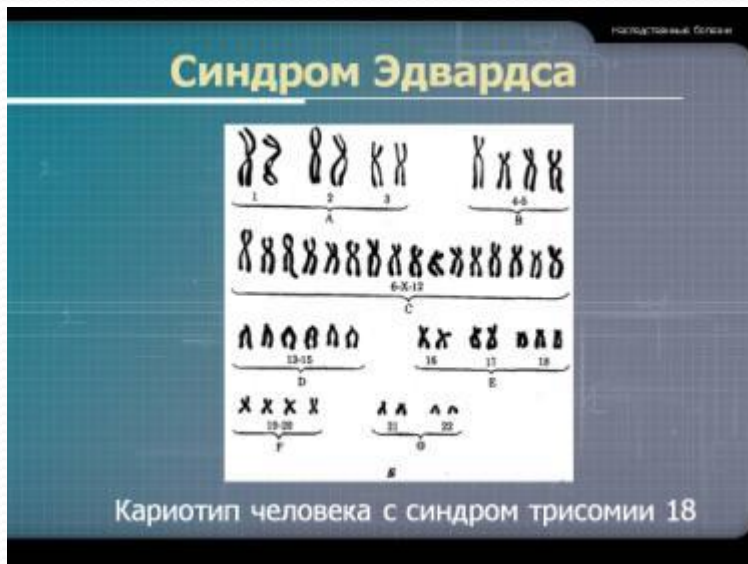 Наследственные болезни
Синдром Эдвардса
1 2 3 4-5
A B
6-X-12
C
13-15 16 17 18
D E
19-20 21 22
F G
Б
Кариотип человека с синдром трисомии 18